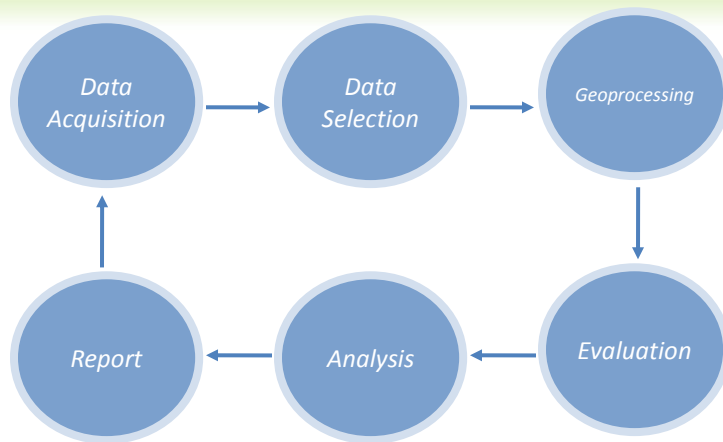 Data
Acquisition
Data
Selection
Geoprocessing
Evaluation
Analysis
Report